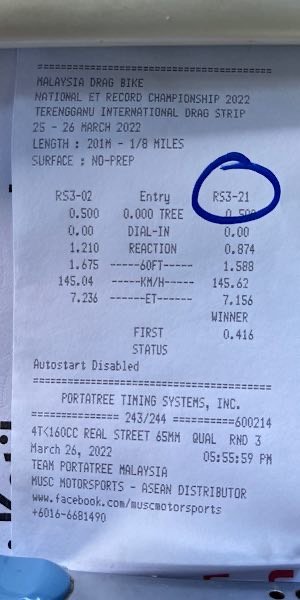 MALAYSIA DRAG BIKE
NATIONAL ET RECORD CHAMPIONSHIP 2022
TERENGGANU INTERNATIONAL DRAG STRIP
25 - 26 MARCH 2022
LENGTH : 201M - 1/8 MILES
SURFACE : NO-PREP
RS3-02 Entry RS3-21
0.500 0.000 TREE 0.500
0.00 DIAL-IN 0.00
1.210 REACTION 0.874
1.675 -----60FT----- 1.588
145.04 -----KM/H----- 145.62
7.236 ------ET------ 7.156
WINNER
FIRST 0.416
STATUS
Autostart Disabled
PORTATREE TIMING SYSTEMS, INC.
=============== 243/244 ==========600214
4T<160CC REAL STREET 65MM QUAL RND 3
March 26, 2022 05:55:59 PM
TEAM PORTATREE MALAYSIA
MUSC MOTORSPORTS - ASEAN DISTRIBUTOR
www.facebook.com/muscmotorsports
+6016-6681490